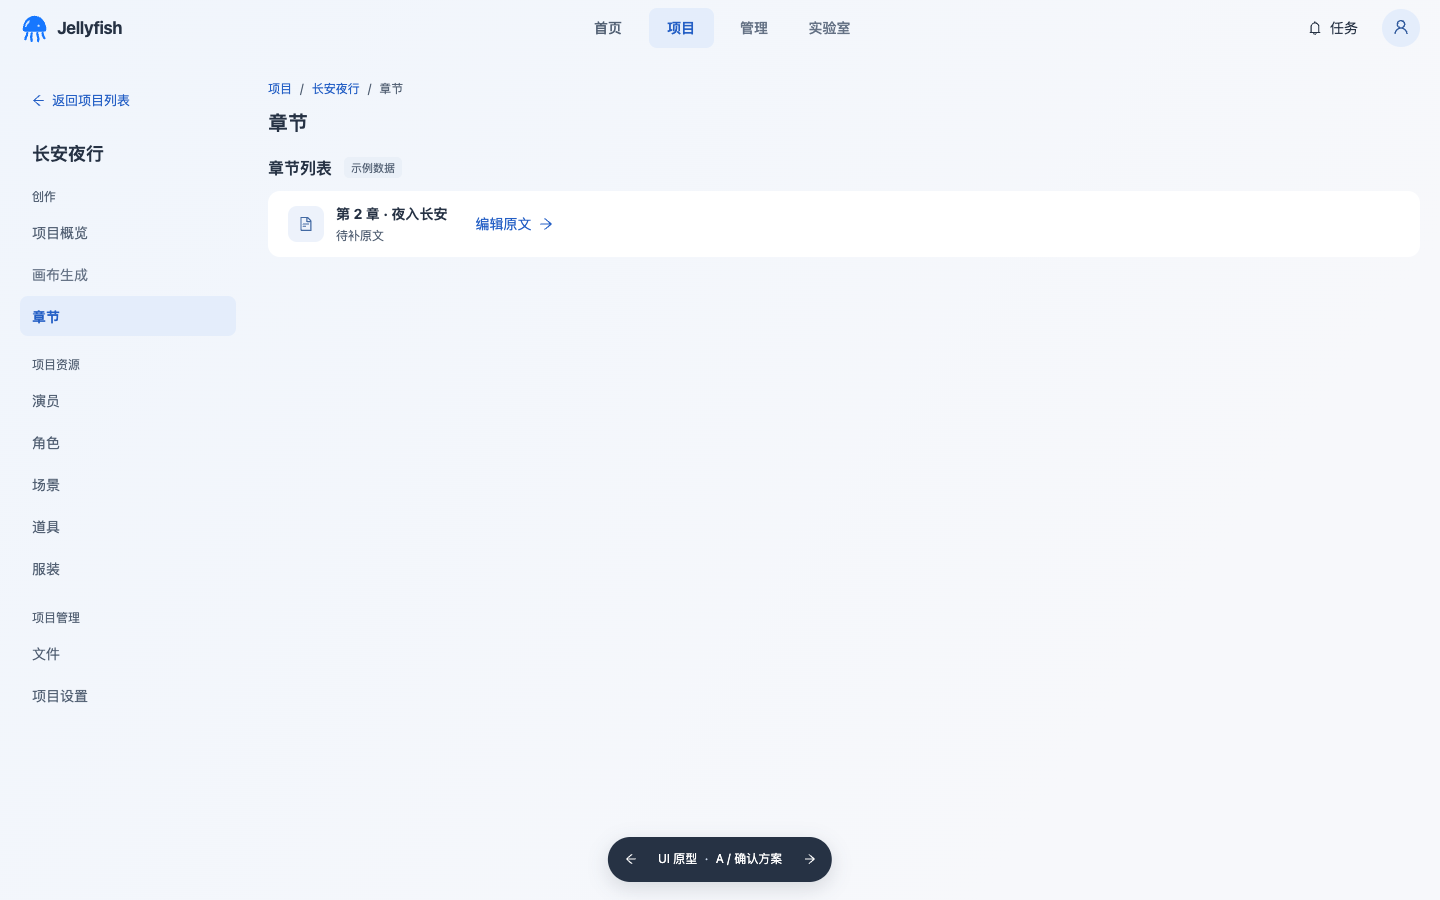 Jellyfish
首页 项目 管理 实验室
任务
返回项目列表
长安夜行
创作
项目概览
画布生成
章节
项目资源
演员
角色
场景
道具
服装
项目管理
文件
项目设置
项目 / 长安夜行 / 章节
章节
章节列表 示例数据
第 2 章 · 夜入长安
待补原文
编辑原文
UI 原型 · A / 确认方案